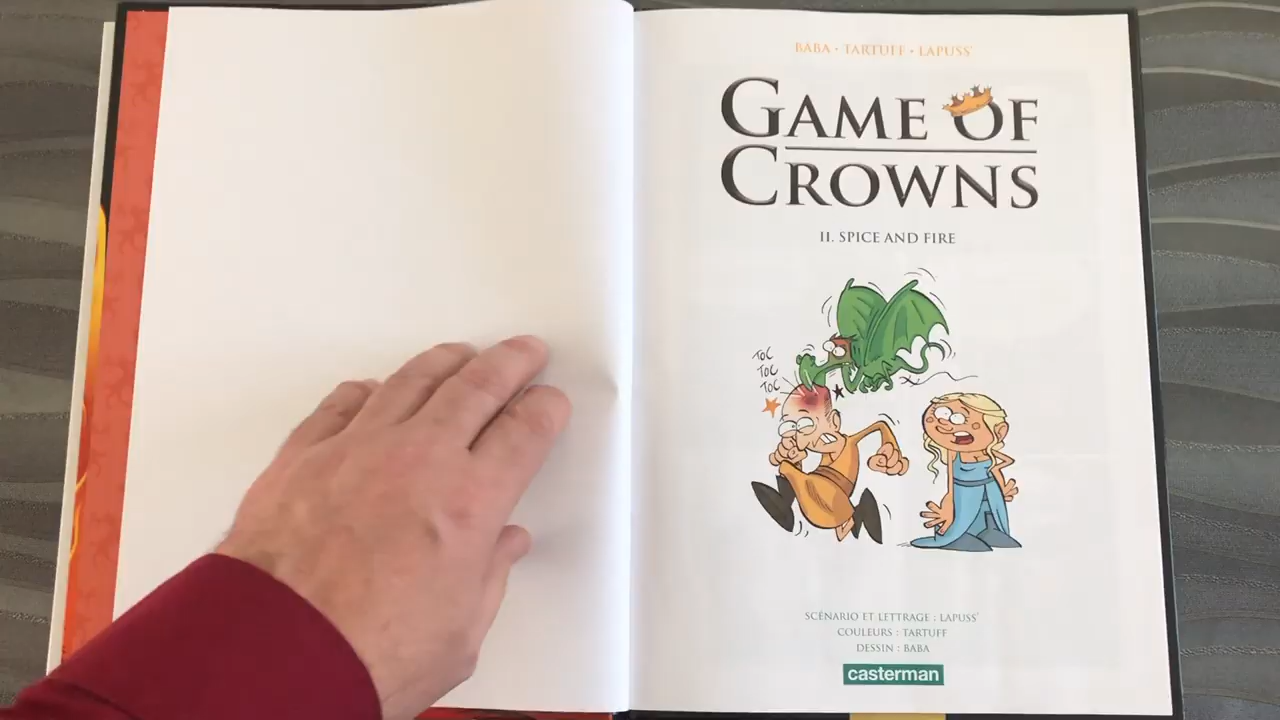 BABA • TARTUFF • LAPUSS'
GAME OF
CROWNS
II. SPICE AND FIRE
TOC
TOC
TOC
SCÉNARIO ET LETTRAGE : LAPUSS'
COULEURS : TARTUFF
DESSIN : BABA
casterman